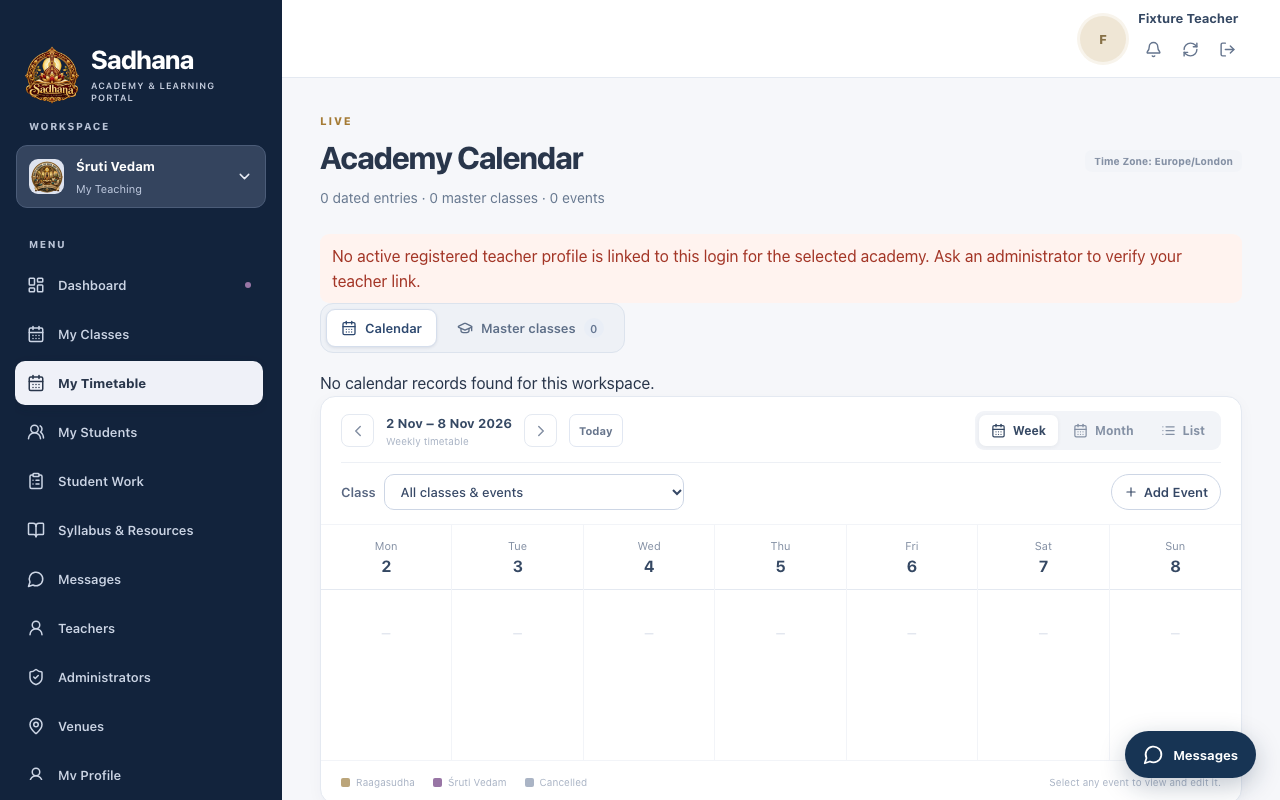 Sadhana
ACADEMY & LEARNING
PORTAL
Sadhana
WORKSPACE
Śruti Vedam
My Teaching
MENU
Dashboard
My Classes
My Timetable
My Students
Student Work
Syllabus & Resources
Messages
Teachers
Administrators
Venues
My Profile
F
Fixture Teacher
LIVE
Academy Calendar
Time Zone: Europe/London
0 dated entries · 0 master classes · 0 events
No active registered teacher profile is linked to this login for the selected academy. Ask an administrator to verify your
teacher link.
Calendar
Master classes 0
No calendar records found for this workspace.
2 Nov – 8 Nov 2026
Weekly timetable
Today
Week
Month
List
Class
All classes & events
+ Add Event
Mon Tue Wed Thu Fri Sat Sun
2 3 4 5 6 7 8
— — — — — — —
Raagasudha
Śruti Vedam
Cancelled
Select any event to view and edit it.
Messages